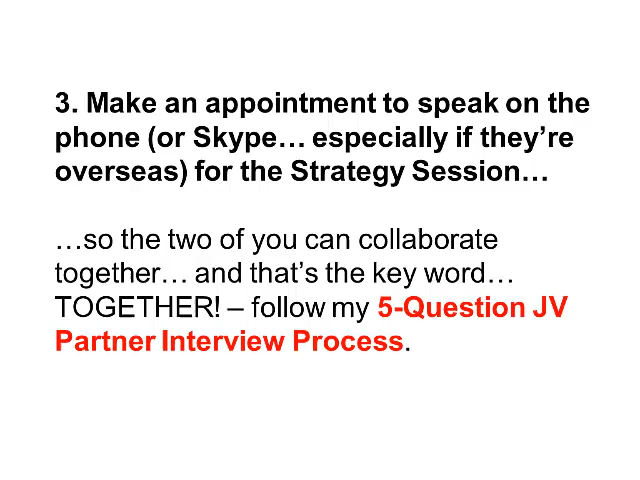 3. Make an appointment to speak on the
phone (or Skype… especially if they’re
overseas) for the Strategy Session…
…so the two of you can collaborate
together… and that’s the key word…
TOGETHER! – follow my 5-Question JV
Partner Interview Process.